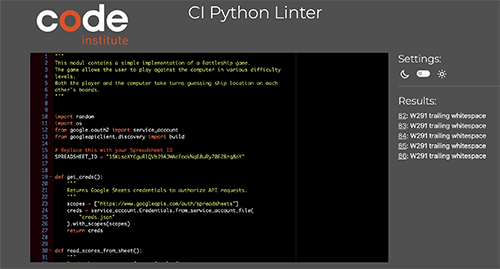 code
institute
CI Python Linter
Settings:
Results:
82: W291 trailing whitespace
83: W291 trailing whitespace
84: W291 trailing whitespace
85: W291 trailing whitespace
86: W291 trailing whitespace
1 """
2 This modul contains a simple implementation of a Battleship game.
3 The game allows the user to play against the computer in various difficulty
4 levels.
5 Both the player and the computer take turns guessing ship location on each
6 other's boards.
7 """
8
9
10 import random
11 import os
12 from google.oauth2 import service_account
13 from googleapiclient.discovery import build
14
15 # Replace this with your Spreadsheet ID
16 SPREADSHEET_ID =
17
18
19 def get_creds():
20 """
21 Returns Google Sheets credentials to authorize API requests.
22 """
23 scopes = ["https://www.googleapis.com/auth/spreadsheets"]
24 creds = service_account.Credentials.from_service_account_file(
25 "creds.json"
26 ).with_scopes(scopes)
27 return creds
28
29
30 def read_scores_from_sheet():
31 """